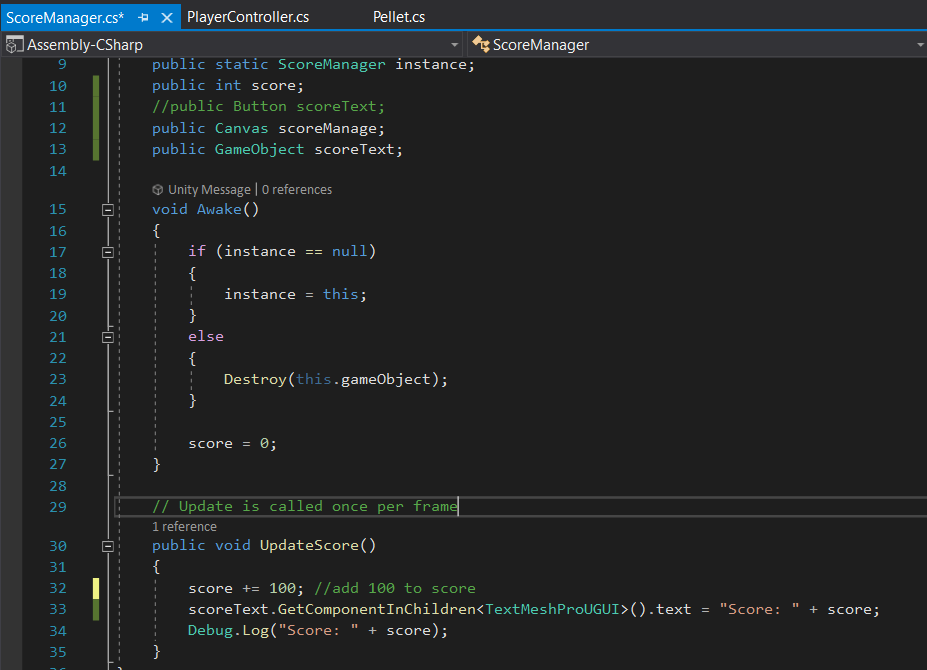 ScoreManager.cs* PlayerController.cs Pellet.cs
Assembly-CSharp ScoreManager
9 public static ScoreManager instance;
10 public int score;
11 //public Button scoreText;
12 public Canvas scoreManage;
13 public GameObject scoreText;
14
Unity Message | 0 references
15 void Awake()
16 {
17 if (instance == null)
18 {
19 instance = this;
20 }
21 else
22 {
23 Destroy(this.gameObject);
24 }
25
26 score = 0;
27 }
28
29 // Update is called once per frame
1 reference
30 public void UpdateScore()
31 {
32 score += 100; //add 100 to score
33 scoreText.GetComponentInChildren<TextMeshProUGUI>().text = "Score: " + score;
34 Debug.Log("Score: " + score);
35 }